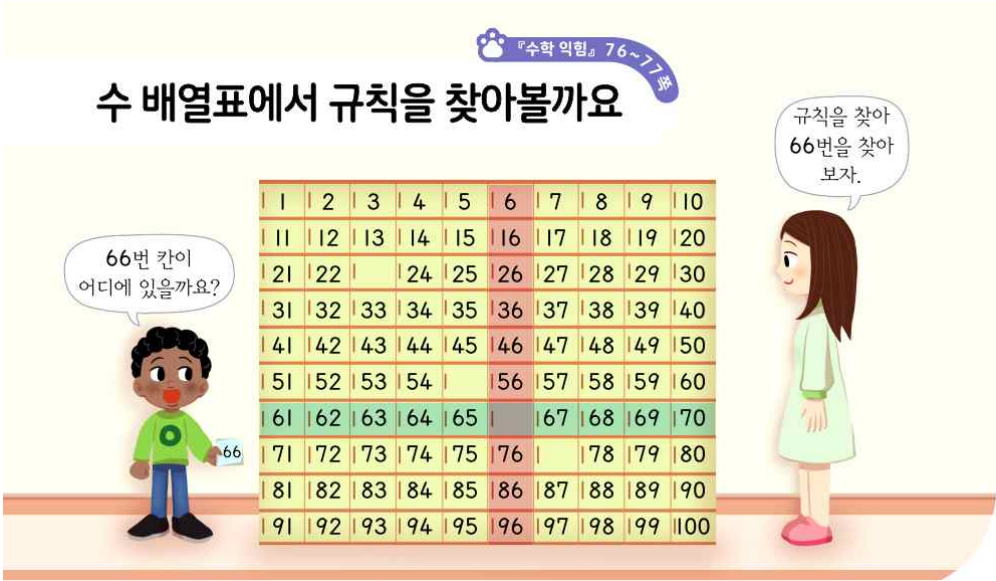 『수학 익힘』 76~77쪽
수 배열표에서 규칙을 찾아볼까요
규칙을 찾아
66번을 찾아
보자.
66번 칸이
어디에 있을까요?
66
1 2 3 4 5 6 7 8 9 10
11 12 13 14 15 16 17 18 19 20
21 22 24 25 26 27 28 29 30
31 32 33 34 35 36 37 38 39 40
41 42 43 44 45 46 47 48 49 50
51 52 53 54 56 57 58 59 60
61 62 63 64 65 67 68 69 70
71 72 73 74 75 76 78 79 80
81 82 83 84 85 86 87 88 89 90
91 92 93 94 95 96 97 98 99 100